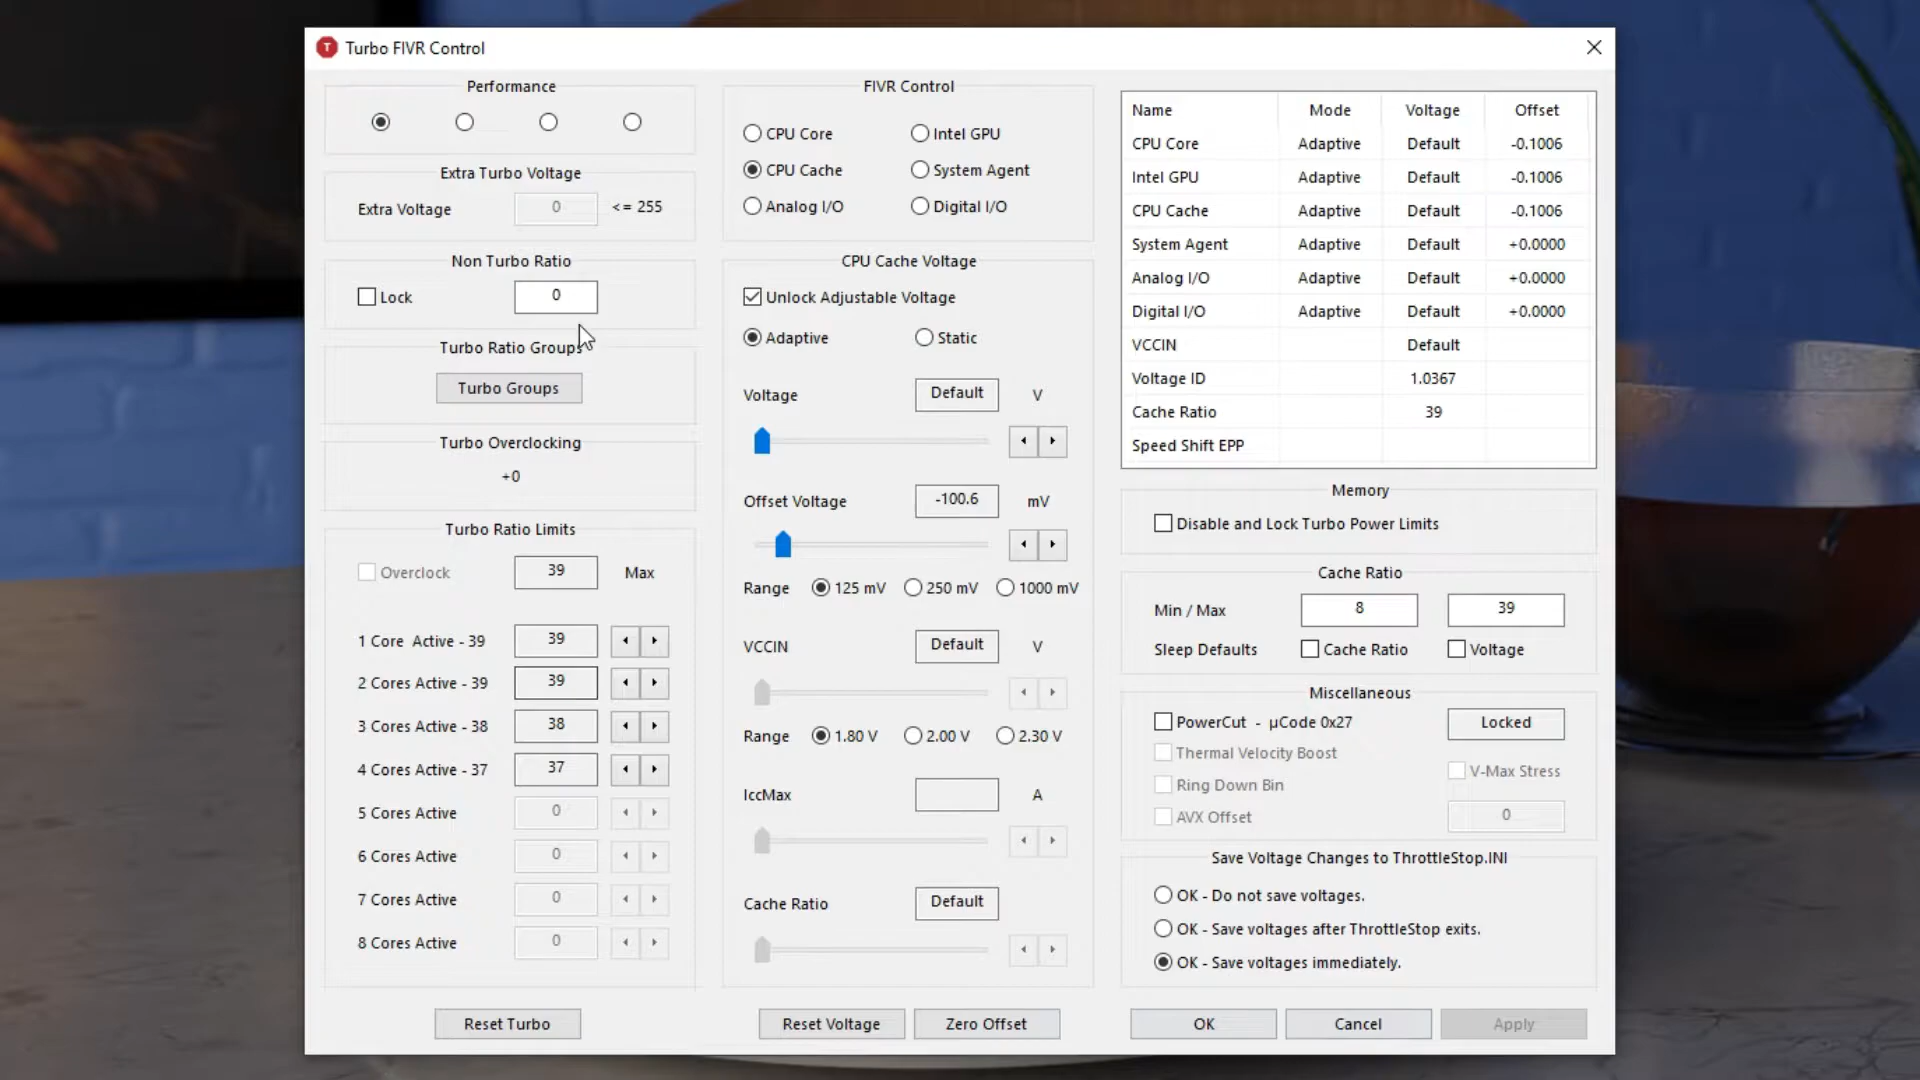 Turbo FIVR Control
Performance
Extra Turbo Voltage
Extra Voltage 0 <= 255
Non Turbo Ratio
Lock 0
Turbo Ratio Groups
Turbo Groups
Turbo Overclocking
+0
Turbo Ratio Limits
Overclock 39 Max
1 Core Active - 39 39
2 Cores Active - 39 39
3 Cores Active - 38 38
4 Cores Active - 37 37
5 Cores Active 0
6 Cores Active 0
7 Cores Active 0
8 Cores Active 0
Reset Turbo
FIVR Control
CPU Core Intel GPU
CPU Cache System Agent
Analog I/O Digital I/O
CPU Cache Voltage
Unlock Adjustable Voltage
Adaptive Static
Voltage Default V
Offset Voltage -100.6 mV
Range 125 mV 250 mV 1000 mV
VCCIN Default V
Range 1.80 V 2.00 V 2.30 V
IccMax A
Cache Ratio Default
Reset Voltage Zero Offset
Name Mode Voltage Offset
CPU Core Adaptive Default -0.1006
Intel GPU Adaptive Default -0.1006
CPU Cache Adaptive Default -0.1006
System Agent Adaptive Default +0.0000
Analog I/O Adaptive Default +0.0000
Digital I/O Adaptive Default +0.0000
VCCIN Default
Voltage ID 1.0367
Cache Ratio 39
Speed Shift EPP
Memory
Disable and Lock Turbo Power Limits
Cache Ratio
Min / Max 8 39
Sleep Defaults Cache Ratio Voltage
Miscellaneous
PowerCut - µCode 0x27 Locked
Thermal Velocity Boost
V-Max Stress
Ring Down Bin
AVX Offset 0
Save Voltage Changes to ThrottleStop.INI
OK - Do not save voltages.
OK - Save voltages after ThrottleStop exits.
OK - Save voltages immediately.
OK Cancel Apply